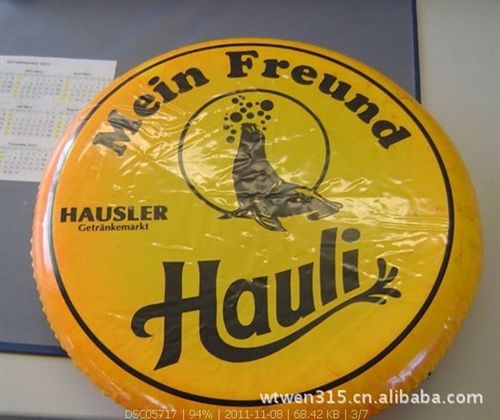 Mein Freund
HAUSLER
Getränkemarkt
Hauli
wtwen315.cn.alibaba.com
DSC05717 | 94% | 2011-11-08 | 68.42 KB | 3/7